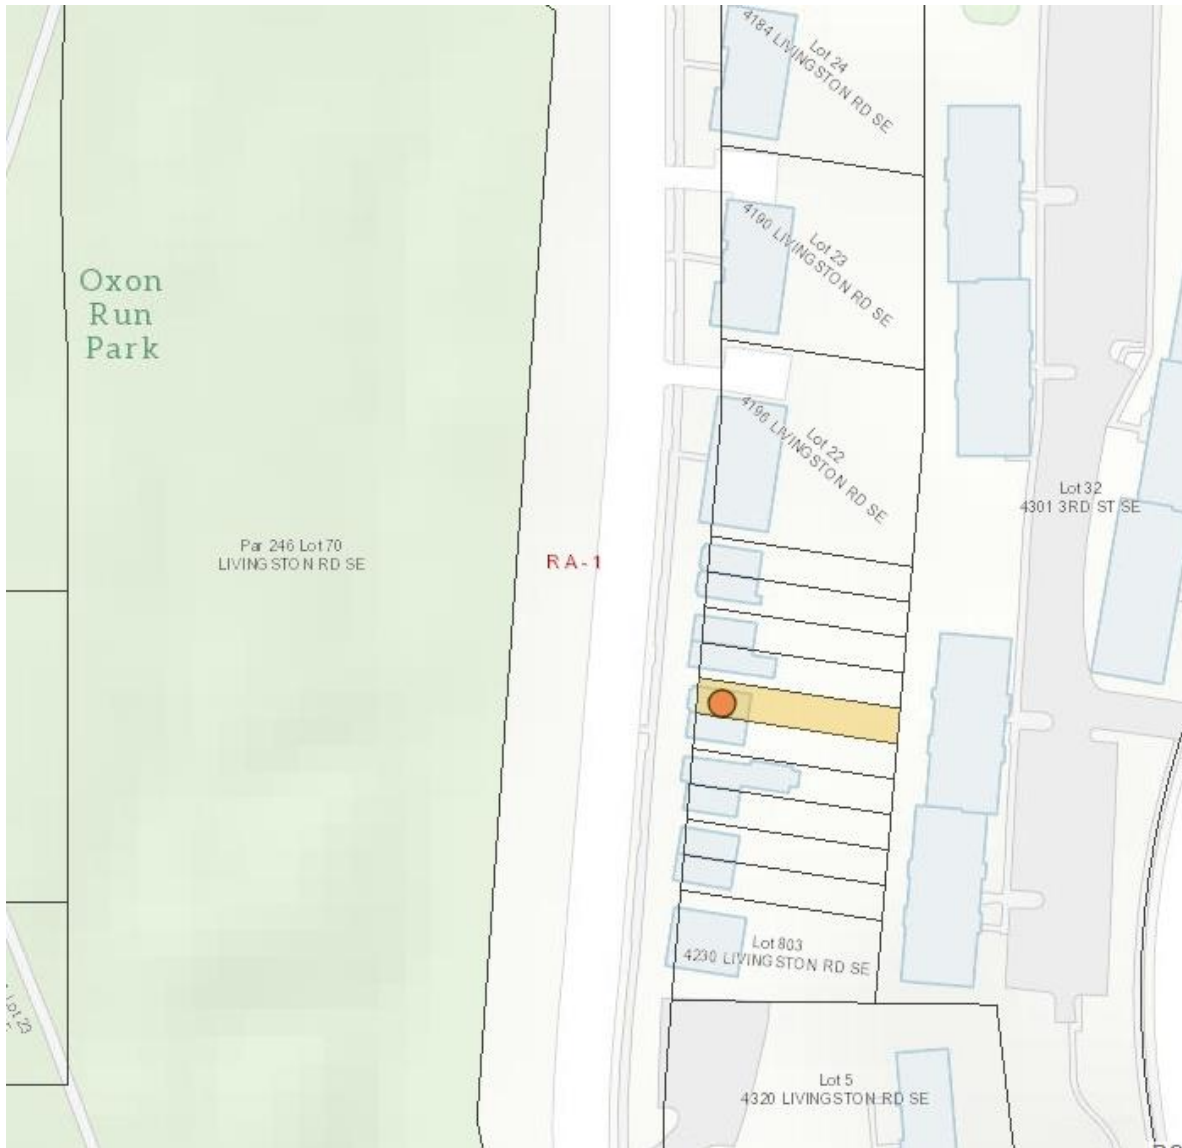 Lot 24
4184 LIVINGSTON RD SE
Lot 23
4190 LIVINGSTON RD SE
Oxon
Run
Park
Lot 22
4196 LIVINGSTON RD SE
Lot 32
4301 3RD ST SE
Par 246 Lot 70
LIVINGSTON RD SE
RA-1
Lot 803
4230 LIVINGSTON RD SE
Lot 23
Lot 5
4320 LIVINGSTON RD SE